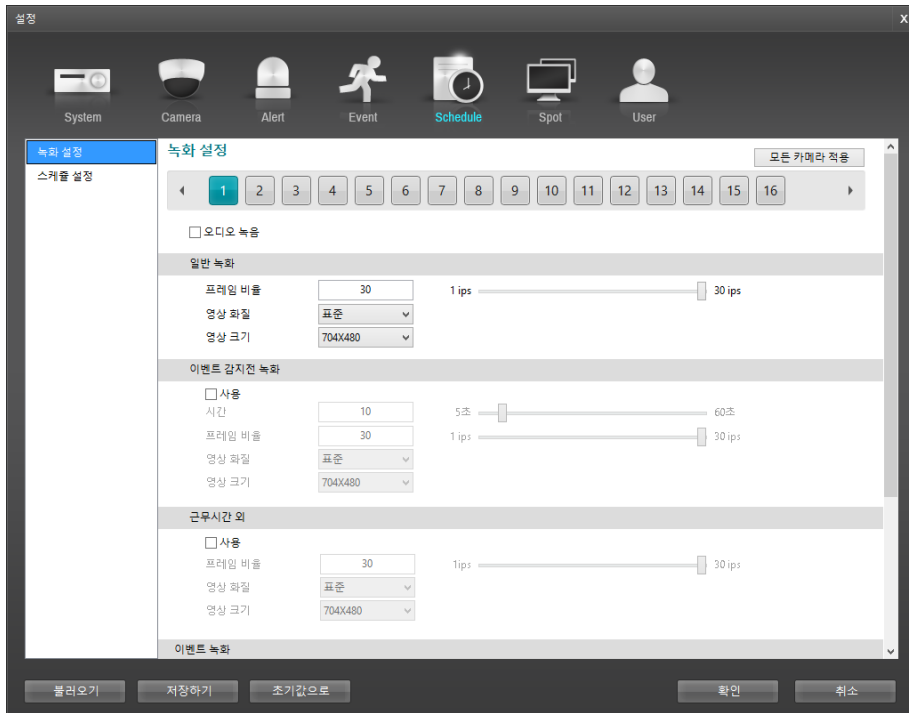 설정 X
System Camera Alert Event Schedule Spot User
녹화 설정
스케쥴 설정
녹화 설정
모든 카메라 적용
1 2 3 4 5 6 7 8 9 10 11 12 13 14 15 16
오디오 녹음
일반 녹화
프레임 비율 30 1 ips 30 ips
영상 화질 표준
영상 크기 704X480
이벤트 감지전 녹화
사용
시간 10 5초 60초
프레임 비율 30 1 ips 30 ips
영상 화질 표준
영상 크기 704X480
근무시간 외
사용
프레임 비율 30 1ips 30 ips
영상 화질 표준
영상 크기 704X480
이벤트 녹화
불러오기 저장하기 초기값으로 확인 취소